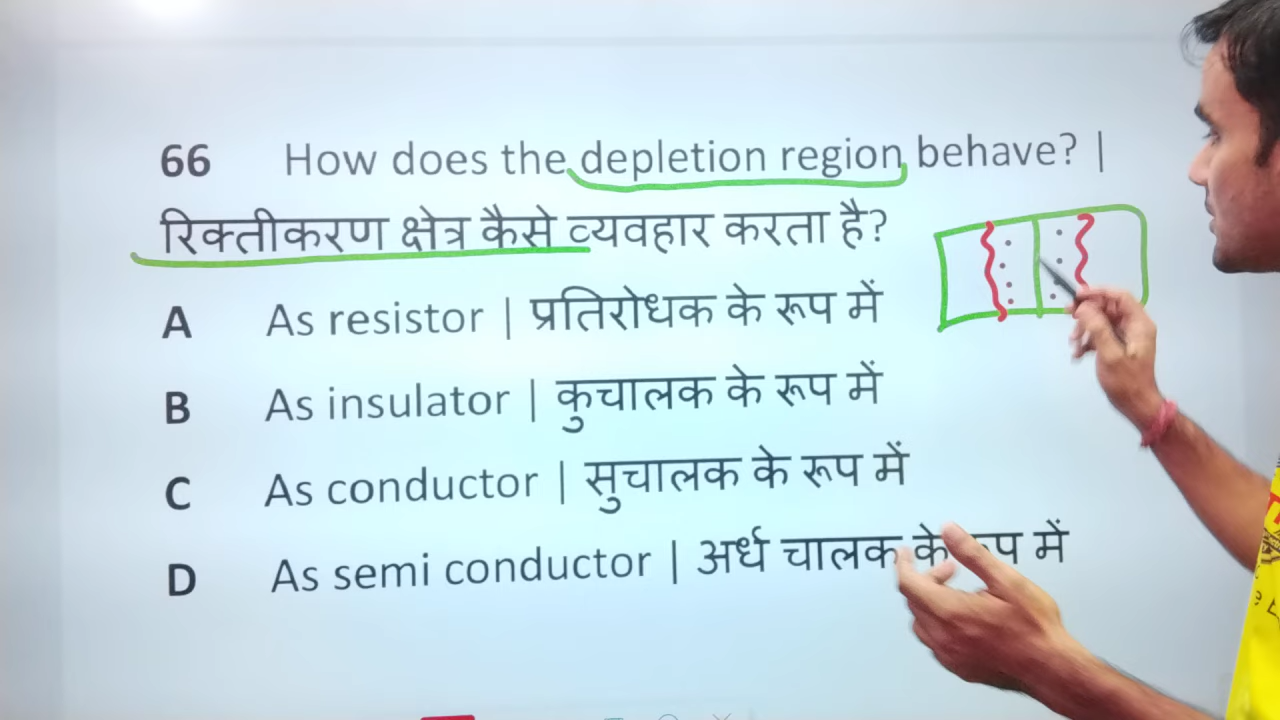 66 How does the depletion region behave? |
रिक्तीकरण क्षेत्र कैसे व्यवहार करता है?
A As resistor | प्रतिरोधक के रूप में
B As insulator | कुचालक के रूप में
C As conductor | सुचालक के रूप में
D As semi conductor | अर्ध चालक के रूप में